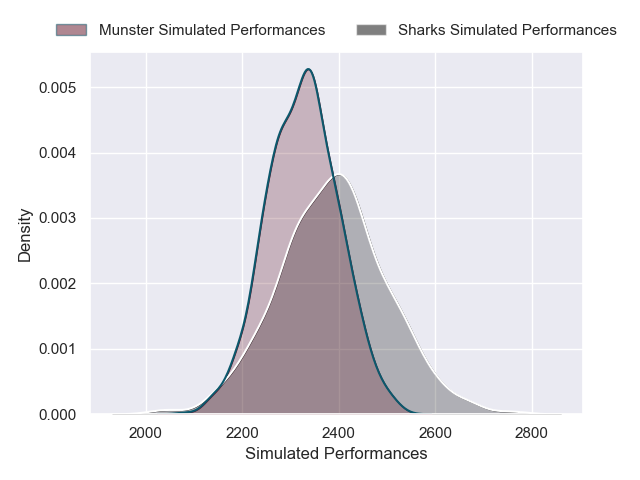 Munster Simulated Performances Sharks Simulated Performances
0.005
0.004
0.003
0.002
0.001
0.000
Density
2000 2200 2400 2600 2800
Simulated Performances